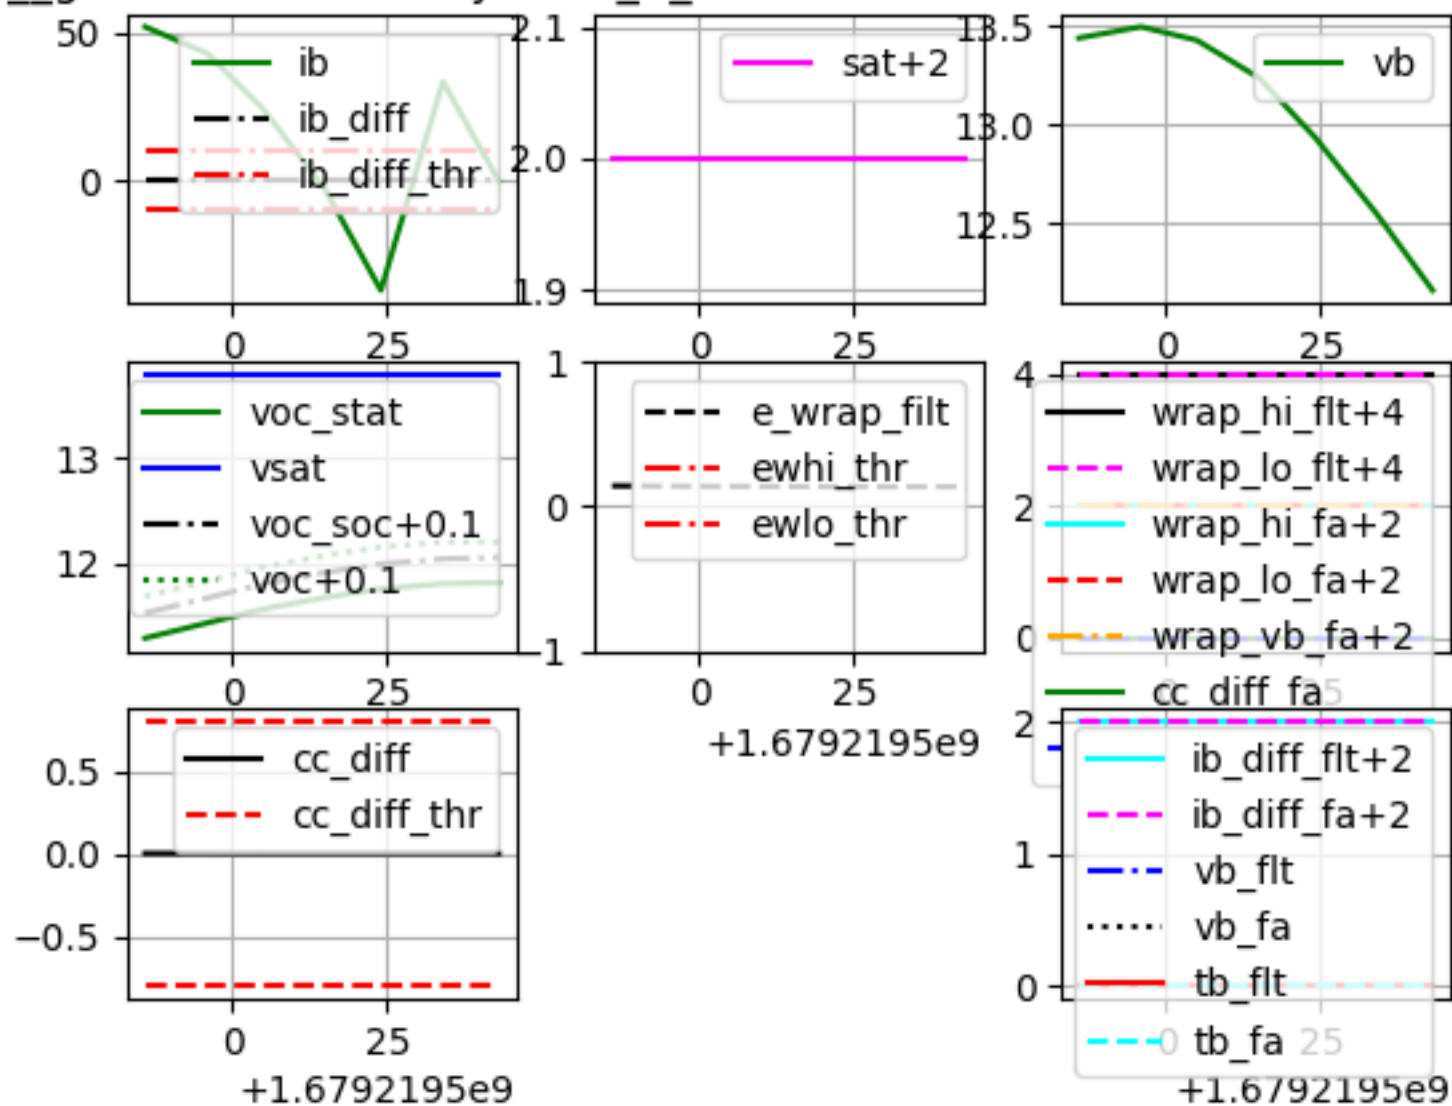 50
0
ib
ib_diff
ib_diff_thr
0 25
2.1
2.0
1.9
sat+2
0 25
13.5
13.0
12.5
vb
0 25
13
12
voc_stat
vsat
voc_soc+0.1
voc+0.1
0 25
1
0
−1
e_wrap_filt
ewhi_thr
ewlo_thr
0 25
+1.6792195e9
4
2
0
wrap_hi_flt+4
wrap_lo_flt+4
wrap_hi_fa+2
wrap_lo_fa+2
wrap_vb_fa+2
cc_diff_fa
0.5
0.0
−0.5
cc_diff
cc_diff_thr
0 25
+1.6792195e9
2
1
0
ib_diff_flt+2
ib_diff_fa+2
vb_flt
vb_fa
tb_flt
tb_fa
0 25
+1.6792195e9